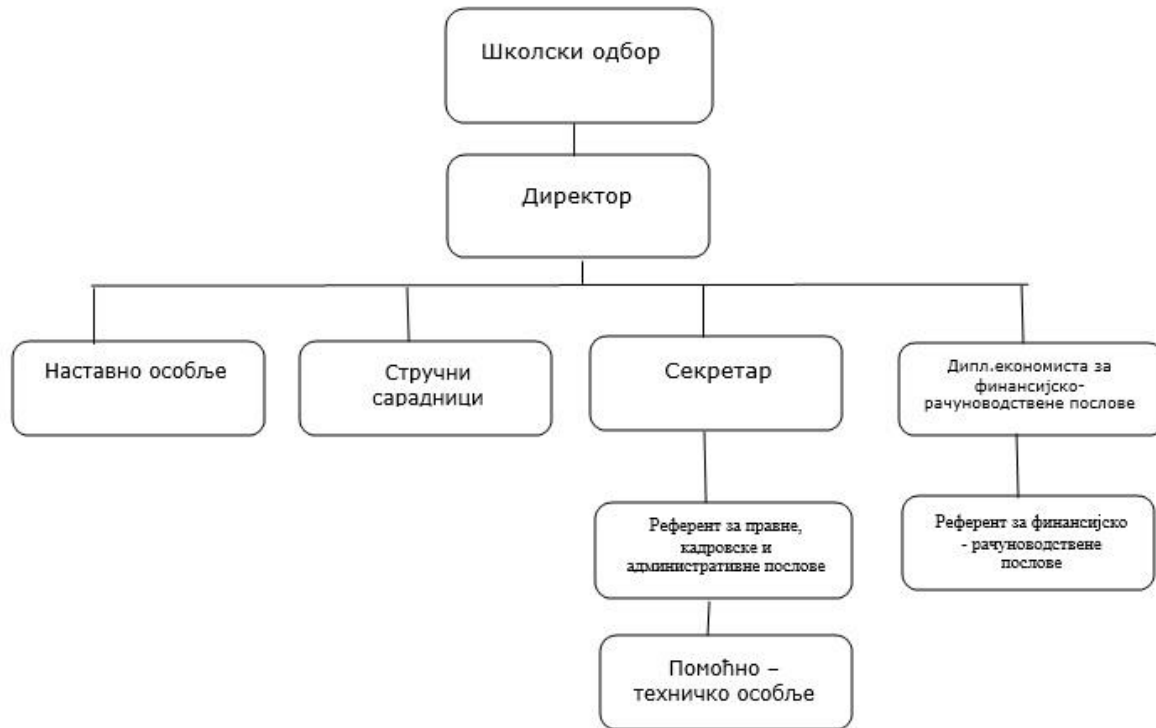 Школски одбор
Директор
Наставно особље
Стручни
сарадници
Секретар
Дипл.економиста за
финансијско-
рачуноводствене послове
Референт за правне,
кадровске и
административне послове
Референт за финансијско
- рачуноводствене
послове
Помоћно –
техничко особље